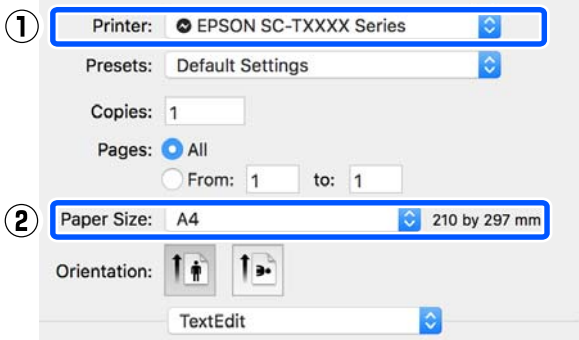 ① Printer: EPSON SC-TXXXX Series
Presets: Default Settings
Copies: 1
Pages: All
From: 1 to: 1
② Paper Size: A4 210 by 297 mm
Orientation:
TextEdit